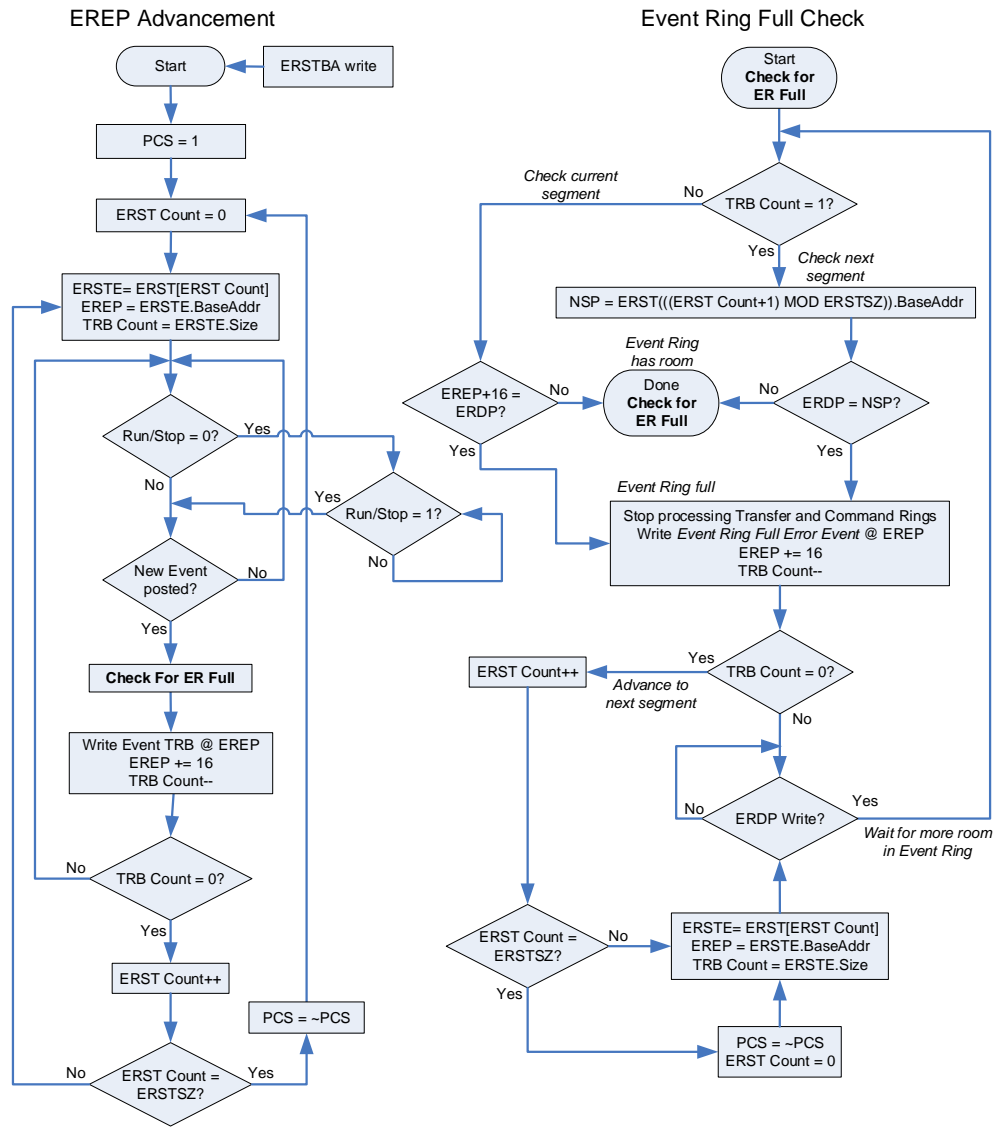 EREP Advancement
Start
ERSTBA write
PCS = 1
ERST Count = 0
ERSTE= ERST[ERST Count]
EREP = ERSTE.BaseAddr
TRB Count = ERSTE.Size
Run/Stop = 0?
Yes
No
Run/Stop = 1?
Yes
No
New Event
posted?
No
Yes
Check For ER Full
Write Event TRB @ EREP
EREP += 16
TRB Count--
TRB Count = 0?
No
Yes
ERST Count++
PCS = ~PCS
ERST Count =
ERSTSZ?
No
Yes
Event Ring Full Check
Start
Check for
ER Full
TRB Count = 1?
No
Check current
segment
Yes
Check next
segment
NSP = ERST(((ERST Count+1) MOD ERSTSZ)).BaseAddr
EREP+16 =
ERDP?
No
Yes
Event Ring
has room
Done
Check for
ER Full
No
ERDP = NSP?
Yes
Event Ring full
Stop processing Transfer and Command Rings
Write Event Ring Full Error Event @ EREP
EREP += 16
TRB Count--
TRB Count = 0?
Yes
Advance to
next segment
No
ERST Count++
ERDP Write?
No
Yes
Wait for more room
in Event Ring
ERST Count =
ERSTSZ?
No
Yes
ERSTE= ERST[ERST Count]
EREP = ERSTE.BaseAddr
TRB Count = ERSTE.Size
PCS = ~PCS
ERST Count = 0